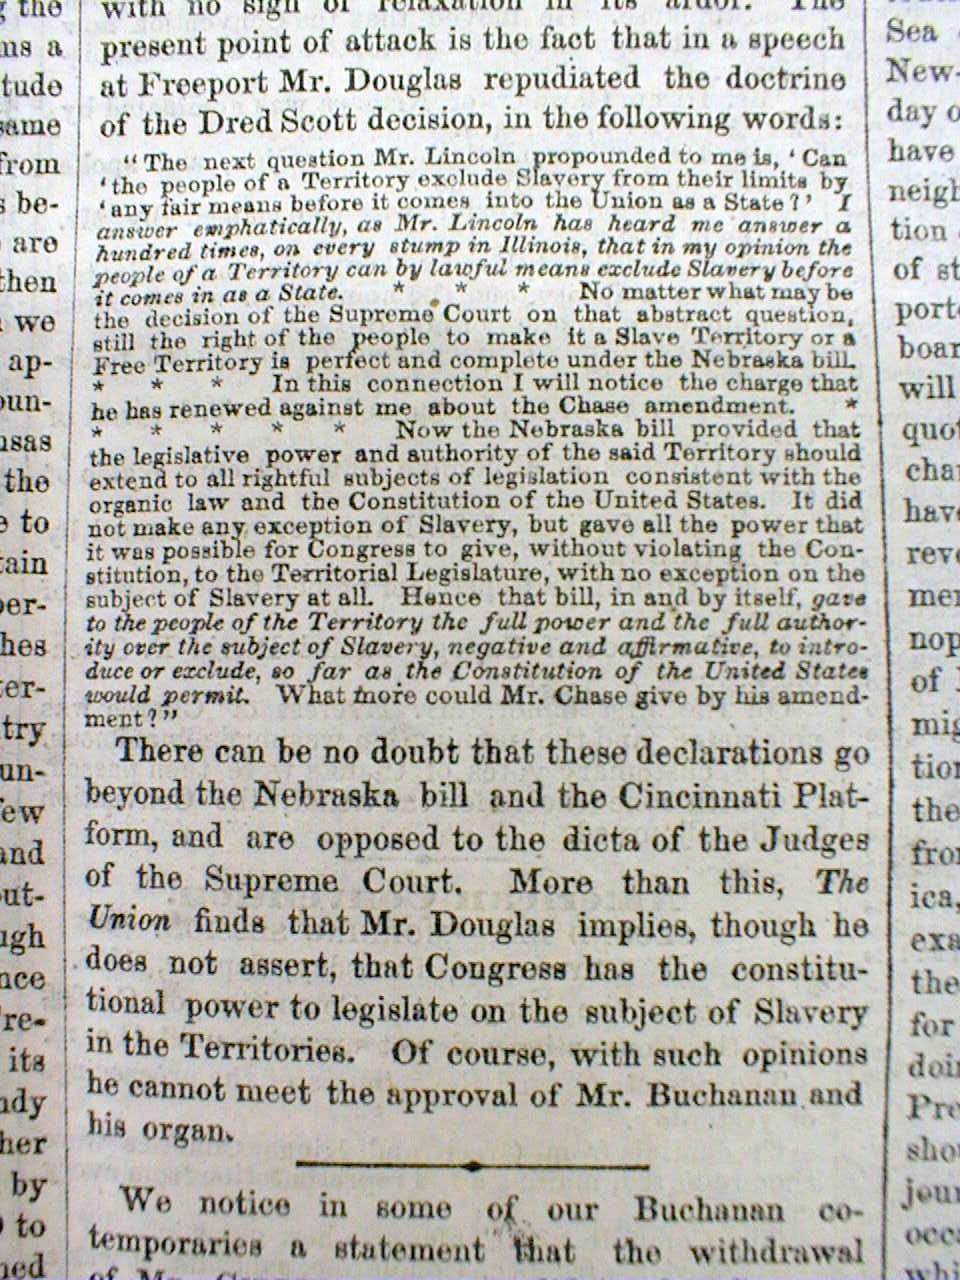 with no sign of relaxation in its ardor. The
present point of attack is the fact that in a speech
at Freeport Mr. Douglas repudiated the doctrine
of the Dred Scott decision, in the following words:
"The next question Mr. Lincoln propounded to me is, 'Can
'the people of a Territory exclude Slavery from their limits by
'any fair means before it comes into the Union as a State?' I
answer emphatically, as Mr. Lincoln has heard me answer a
hundred times, on every stump in Illinois, that in my opinion the
people of a Territory can by lawful means exclude Slavery before
it comes in as a State. * * * No matter what may be
the decision of the Supreme Court on that abstract question,
still the right of the people to make it a Slave Territory or a
Free Territory is perfect and complete under the Nebraska bill.
* * * In this connection I will notice the charge that
he has renewed against me about the Chase amendment. *
* * * * * Now the Nebraska bill provided that
the legislative power and authority of the said Territory should
extend to all rightful subjects of legislation consistent with the
organic law and the Constitution of the United States. It did
not make any exception of Slavery, but gave all the power that
it was possible for Congress to give, without violating the Con-
stitution, to the Territorial Legislature, with no exception on the
subject of Slavery at all. Hence that bill, in and by itself, gave
to the people of the Territory the full power and the full author-
ity over the subject of Slavery, negative and affirmative, to intro-
duce or exclude, so far as the Constitution of the United States
would permit. What more could Mr. Chase give by his amend-
ment?"
There can be no doubt that these declarations go
beyond the Nebraska bill and the Cincinnati Plat-
form, and are opposed to the dicta of the Judges
of the Supreme Court. More than this, The
Union finds that Mr. Douglas implies, though he
does not assert, that Congress has the constitu-
tional power to legislate on the subject of Slavery
in the Territories. Of course, with such opinions
he cannot meet the approval of Mr. Buchanan and
his organ.
We notice in some of our Buchanan co-
temporaries a statement that the withdrawal
of Mr.